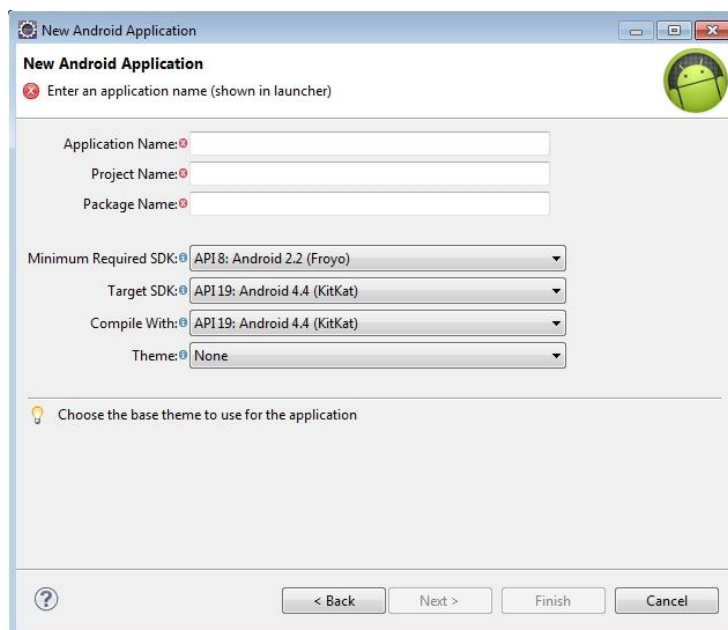 New Android Application
New Android Application
Enter an application name (shown in launcher)
Application Name:
Project Name:
Package Name:
Minimum Required SDK: API 8: Android 2.2 (Froyo)
Target SDK: API 19: Android 4.4 (KitKat)
Compile With: API 19: Android 4.4 (KitKat)
Theme: None
Choose the base theme to use for the application
? < Back Next > Finish Cancel